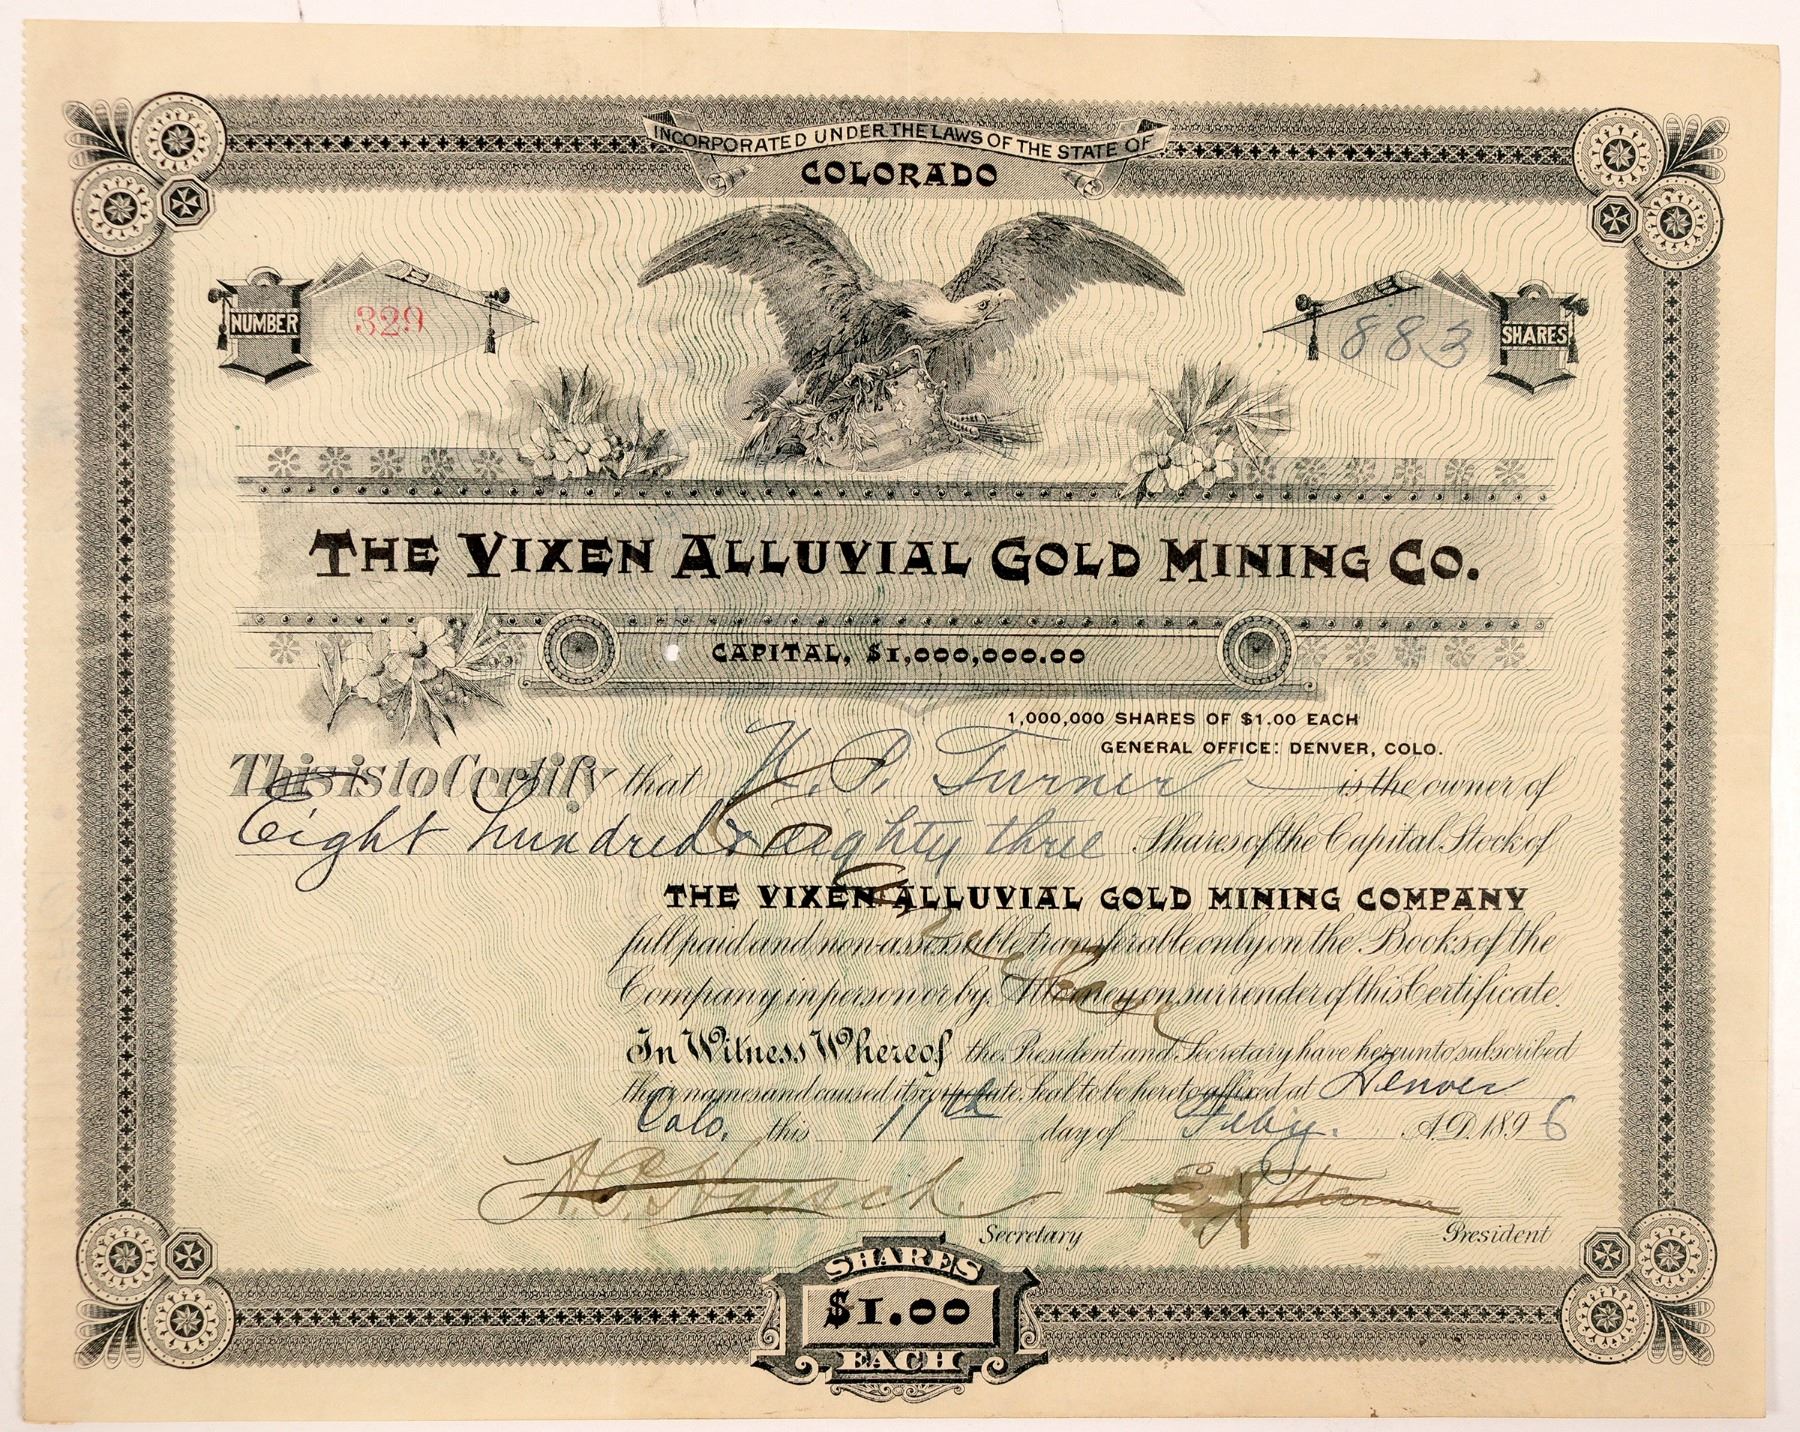 INCORPORATED UNDER THE LAWS OF THE STATE OF
COLORADO
NUMBER 329
883 SHARES
THE VIXEN ALLUVIAL GOLD MINING CO.
CAPITAL, $1,000,000.00
1,000,000 SHARES OF $1.00 EACH
GENERAL OFFICE: DENVER, COLO.
This is to Certify that P. Turner is the owner of
Eight hundred & eighty three Shares of the Capital Stock of
THE VIXEN ALLUVIAL GOLD MINING COMPANY
full paid and non-assessable transferable only on the Books of the
Company in person or by Attorney on surrender of this Certificate.
In Witness Whereof the President and Secretary have hereunto subscribed
their names and caused its corporate Seal to be hereto affixed at Denver
Colo. this 11th day of Feby. A.D. 1896
Secretary President
SHARES
$1.00
EACH